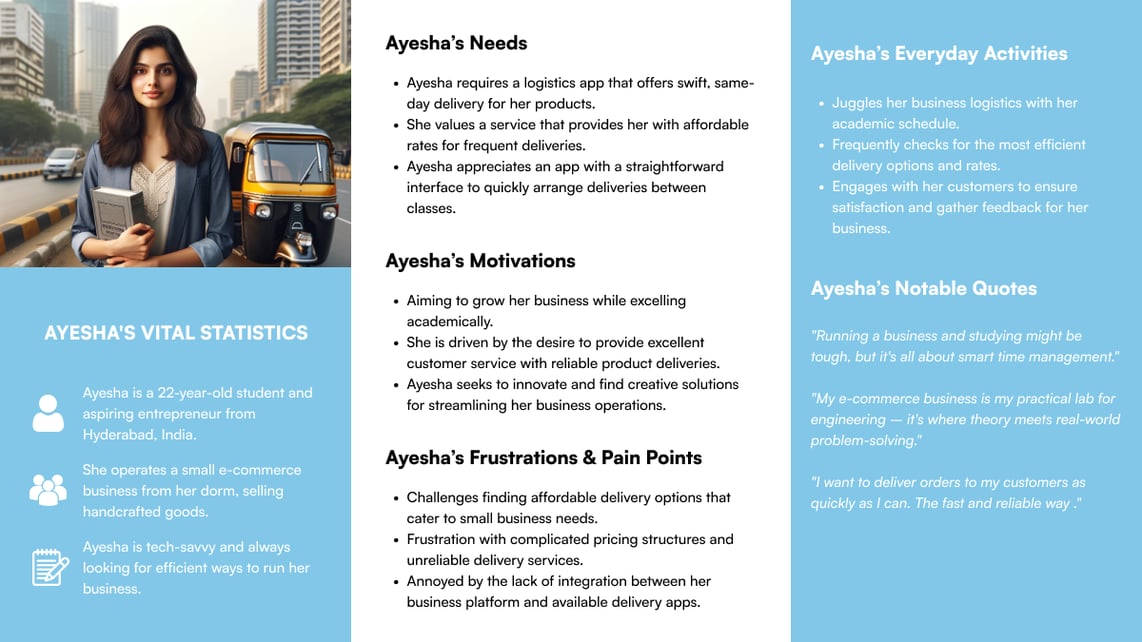 AYESHA'S VITAL STATISTICS
Ayesha is a 22-year-old student and
aspiring entrepreneur from
Hyderabad, India.
She operates a small e-commerce
business from her dorm, selling
handcrafted goods.
Ayesha is tech-savvy and always
looking for efficient ways to run her
business.
Ayesha's Needs
• Ayesha requires a logistics app that offers swift, same-
day delivery for her products.
• She values a service that provides her with affordable
rates for frequent deliveries.
• Ayesha appreciates an app with a straightforward
interface to quickly arrange deliveries between
classes.
Ayesha's Motivations
• Aiming to grow her business while excelling
academically.
• She is driven by the desire to provide excellent
customer service with reliable product deliveries.
• Ayesha seeks to innovate and find creative solutions
for streamlining her business operations.
Ayesha's Frustrations & Pain Points
• Challenges finding affordable delivery options that
cater to small business needs.
• Frustration with complicated pricing structures and
unreliable delivery services.
• Annoyed by the lack of integration between her
business platform and available delivery apps.
Ayesha's Everyday Activities
• Juggles her business logistics with her
academic schedule.
• Frequently checks for the most efficient
delivery options and rates.
• Engages with her customers to ensure
satisfaction and gather feedback for her
business.
Ayesha's Notable Quotes
"Running a business and studying might be
tough, but it's all about smart time management."
"My e-commerce business is my practical lab for
engineering — it's where theory meets real-world
problem-solving."
"I want to deliver orders to my customers as
quickly as I can. The fast and reliable way ."